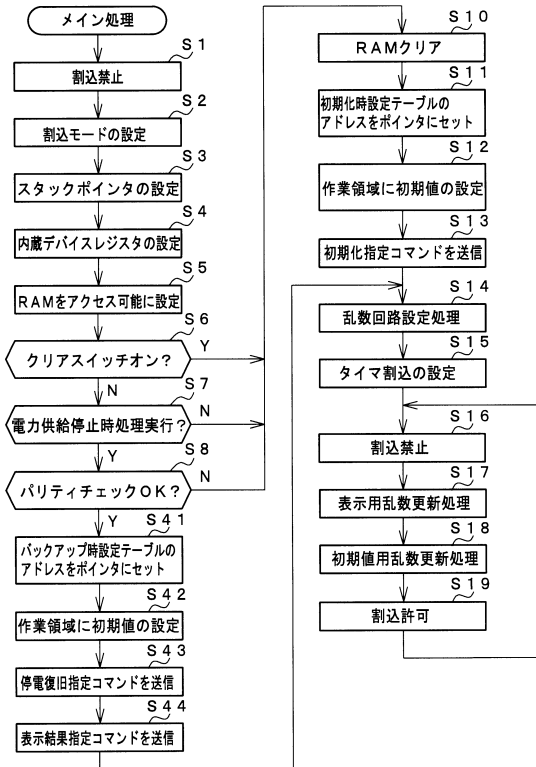 メイン処理
S1
割込禁止
S2
割込モードの設定
S3
スタックポインタの設定
S4
内蔵デバイスレジスタの設定
S5
RAMをアクセス可能に設定
S6
クリアスイッチオン?
Y
N
S7
電力供給停止時処理実行?
N
Y
S8
パリティチェックOK?
N
Y
S41
バックアップ時設定テーブルの
アドレスをポインタにセット
S42
作業領域に初期値の設定
S43
停電復旧指定コマンドを送信
S44
表示結果指定コマンドを送信
S10
RAMクリア
S11
初期化時設定テーブルの
アドレスをポインタにセット
S12
作業領域に初期値の設定
S13
初期化指定コマンドを送信
S14
乱数回路設定処理
S15
タイマ割込の設定
S16
割込禁止
S17
表示用乱数更新処理
S18
初期値用乱数更新処理
S19
割込許可